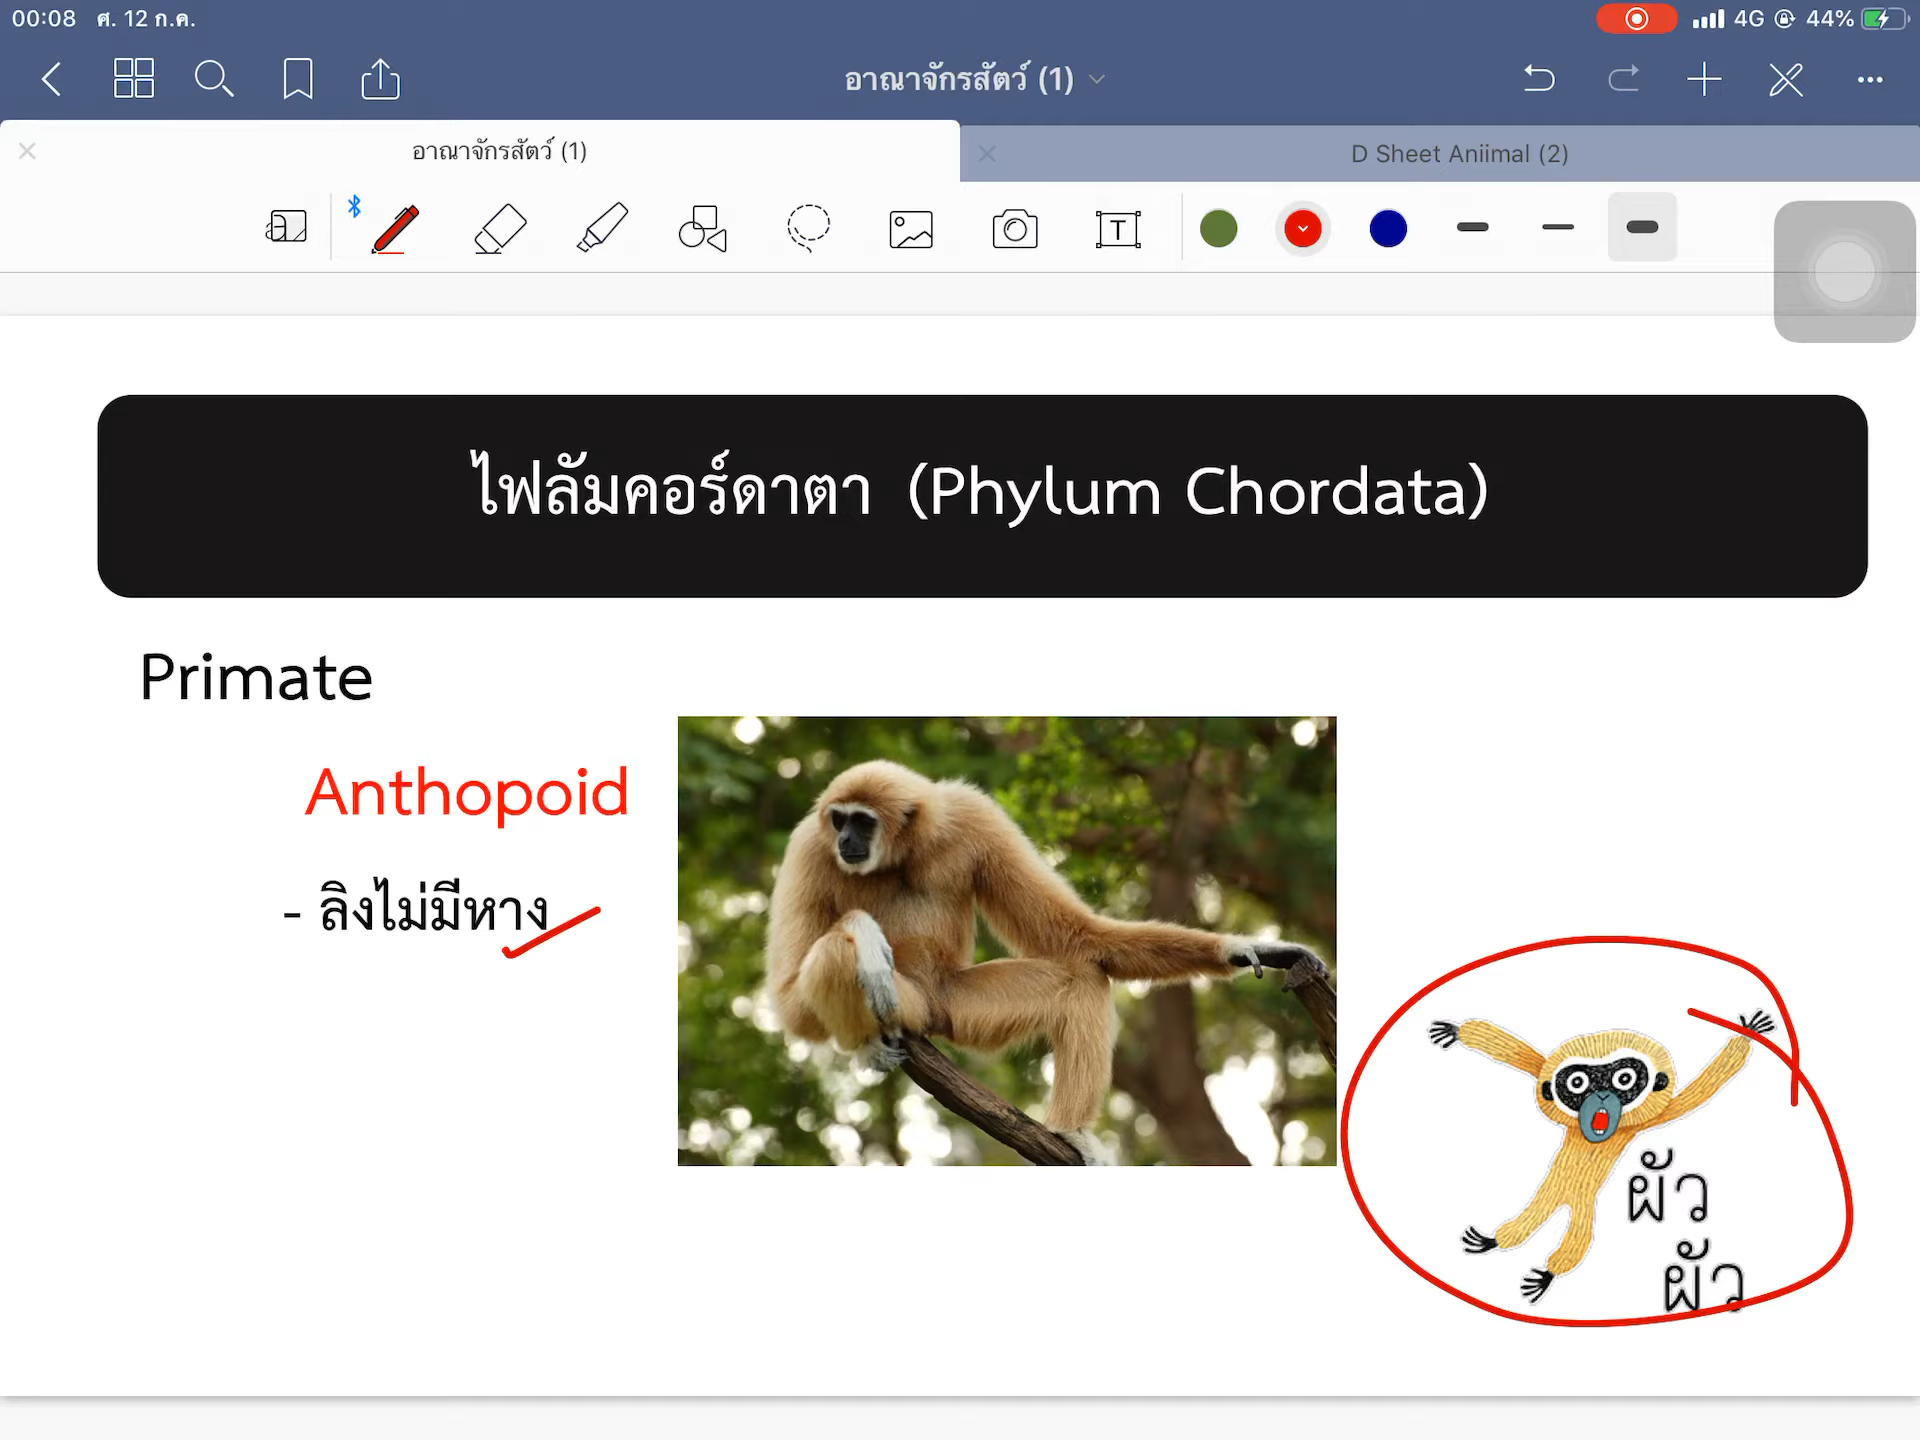 00:08 ศ. 12 ก.ค. 4G 44%
อาณาจักรสัตว์ (1)
อาณาจักรสัตว์ (1)
D Sheet Aniimal (2)
T
ไฟลัมคอร์ดาตา (Phylum Chordata)
Primate
Anthopoid
- ลิงไม่มีหาง
ผัว
ผัว